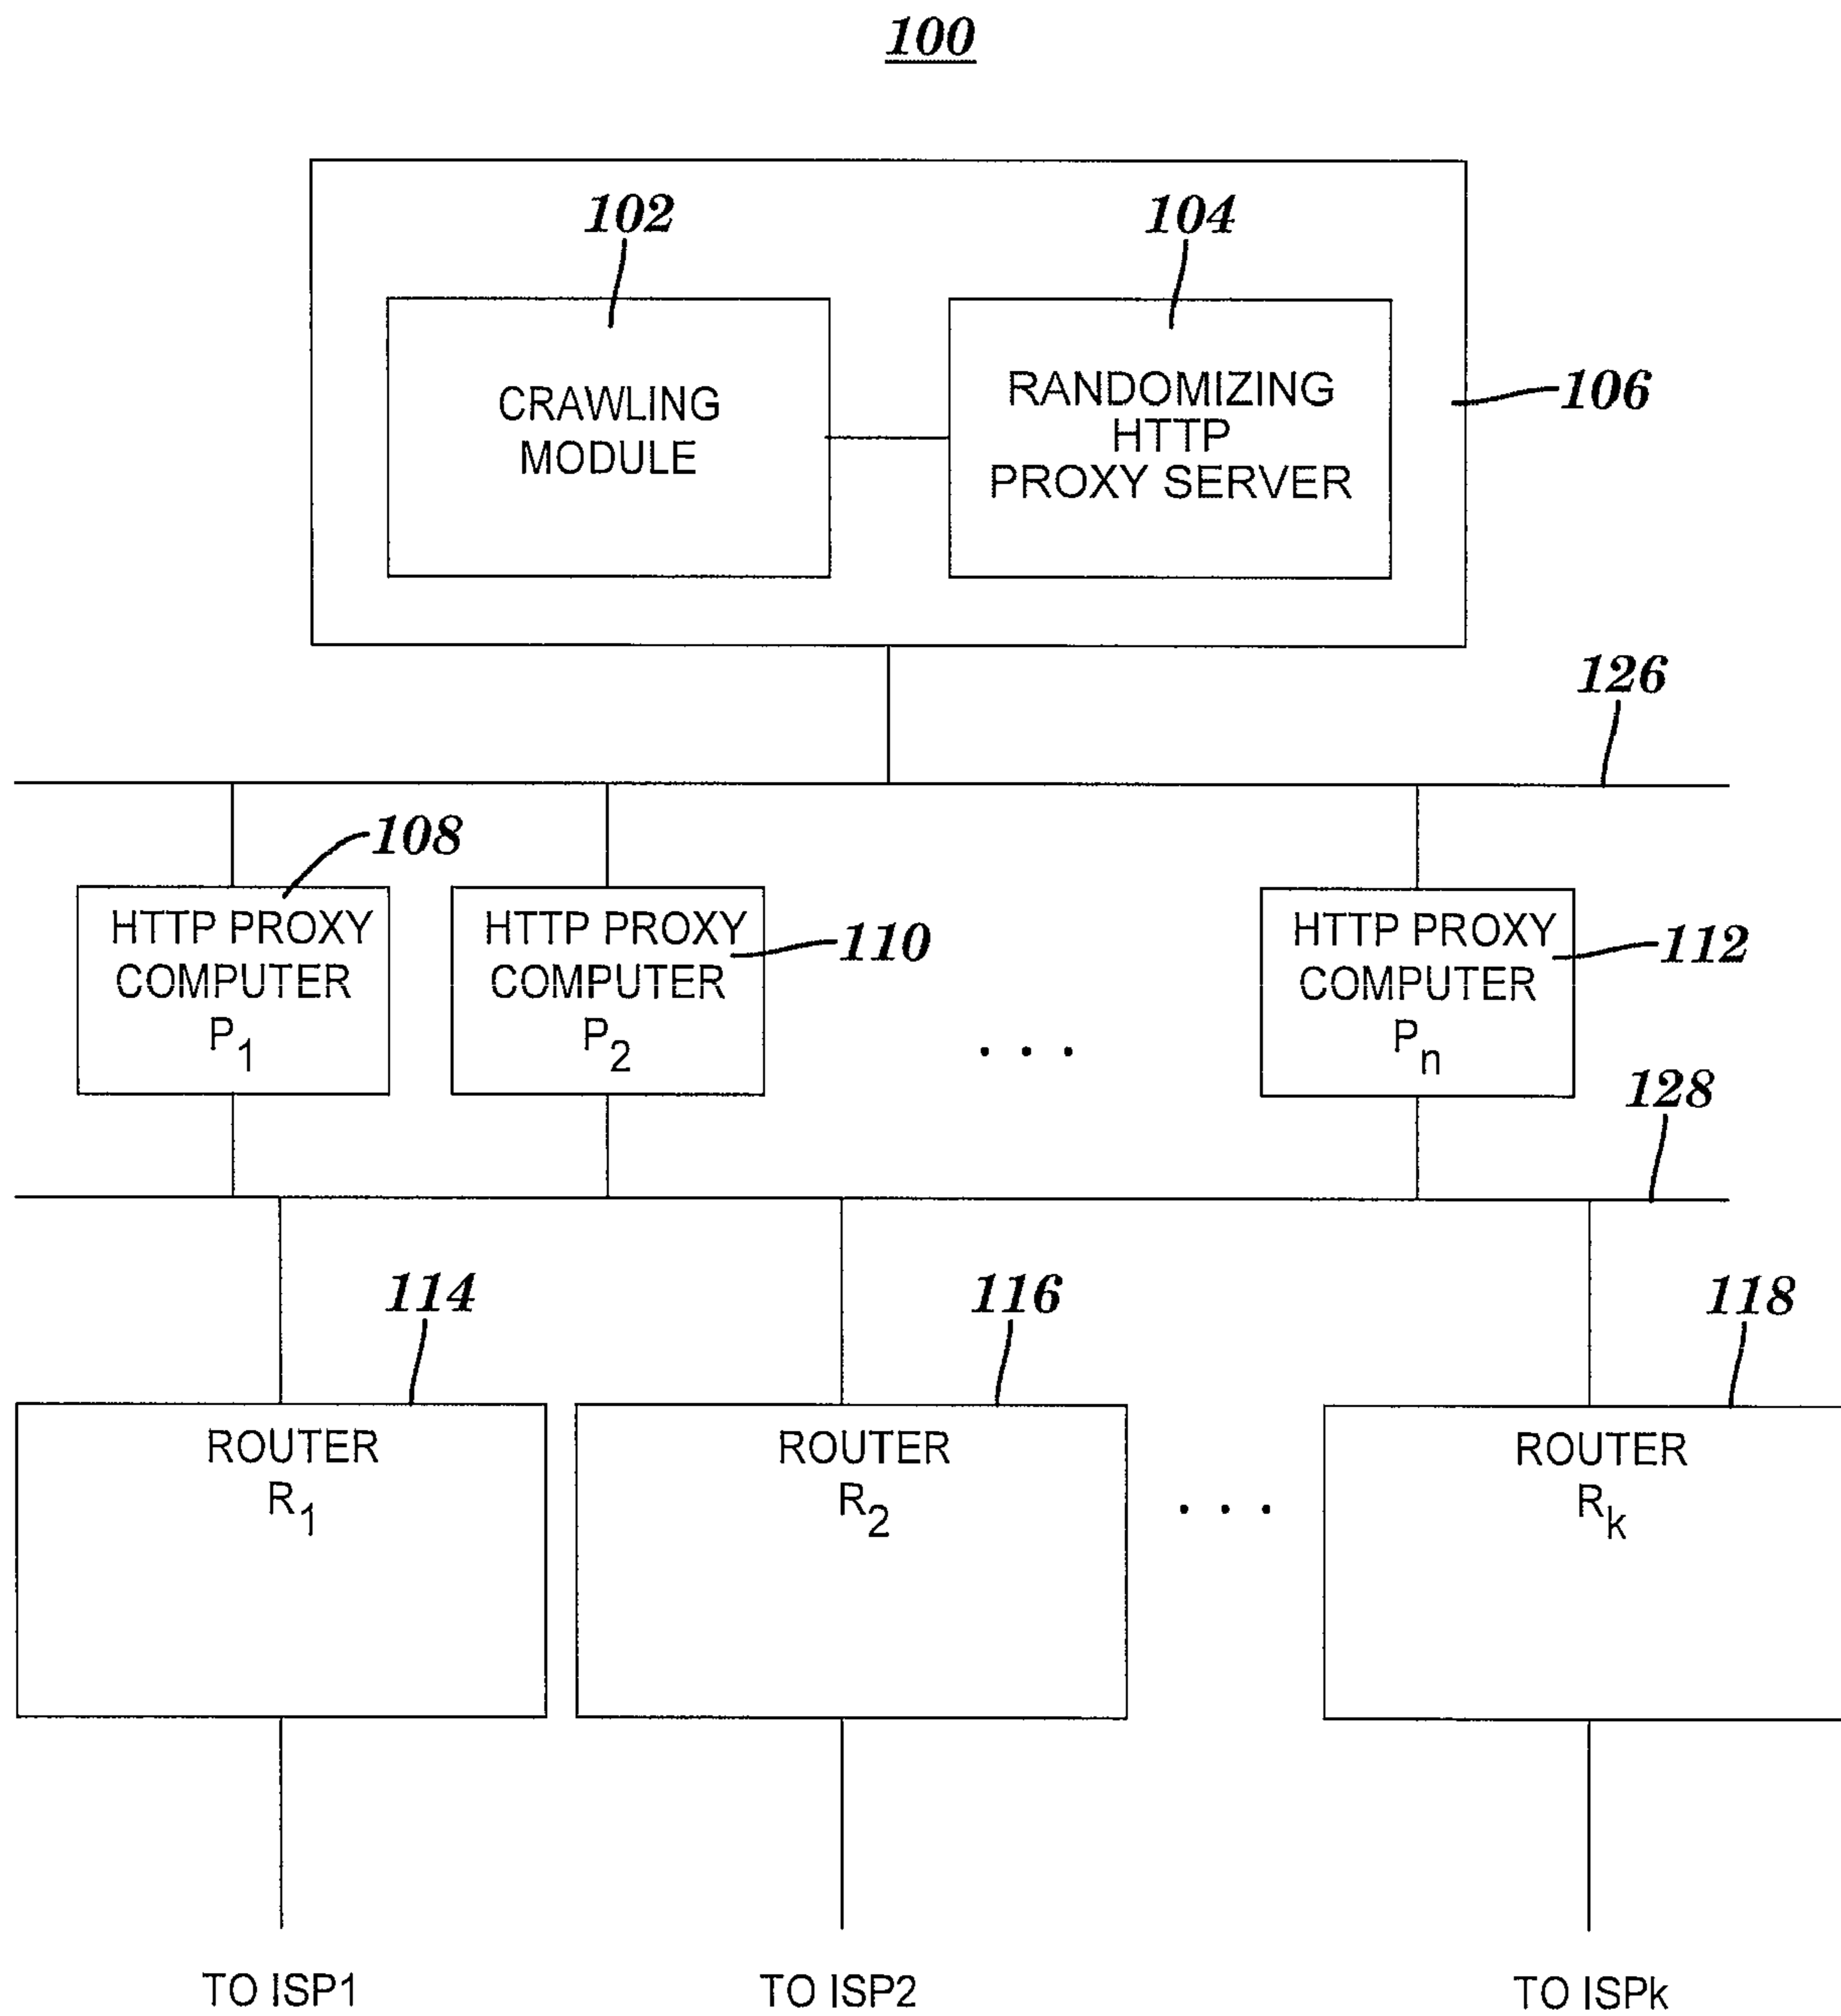 100
102
104
CRAWLING
MODULE
RANDOMIZING
HTTP
PROXY SERVER
106
126
108
HTTP PROXY
COMPUTER
P1
HTTP PROXY
COMPUTER
P2
110
. . .
HTTP PROXY
COMPUTER
Pn
112
128
114
116
118
ROUTER
R1
ROUTER
R2
. . .
ROUTER
Rk
TO ISP1
TO ISP2
TO ISPk